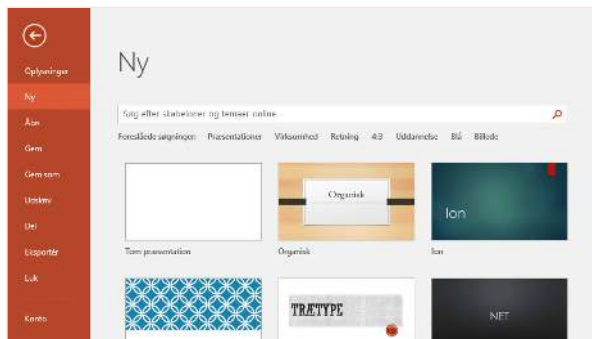 Oplysninger
Ny
Åbn
Gem
Gem som
Udskriv
Del
Eksportér
Luk
Konto
Ny
Søg efter skabeloner og temaer online
Foreslåede søgninger: Præsentationer Virksomhed Retning 4:3 Uddannelse Blå Billede
Tom præsentation
Organisk
Organisk
Ion
Ion
TRÆTYPE
NET